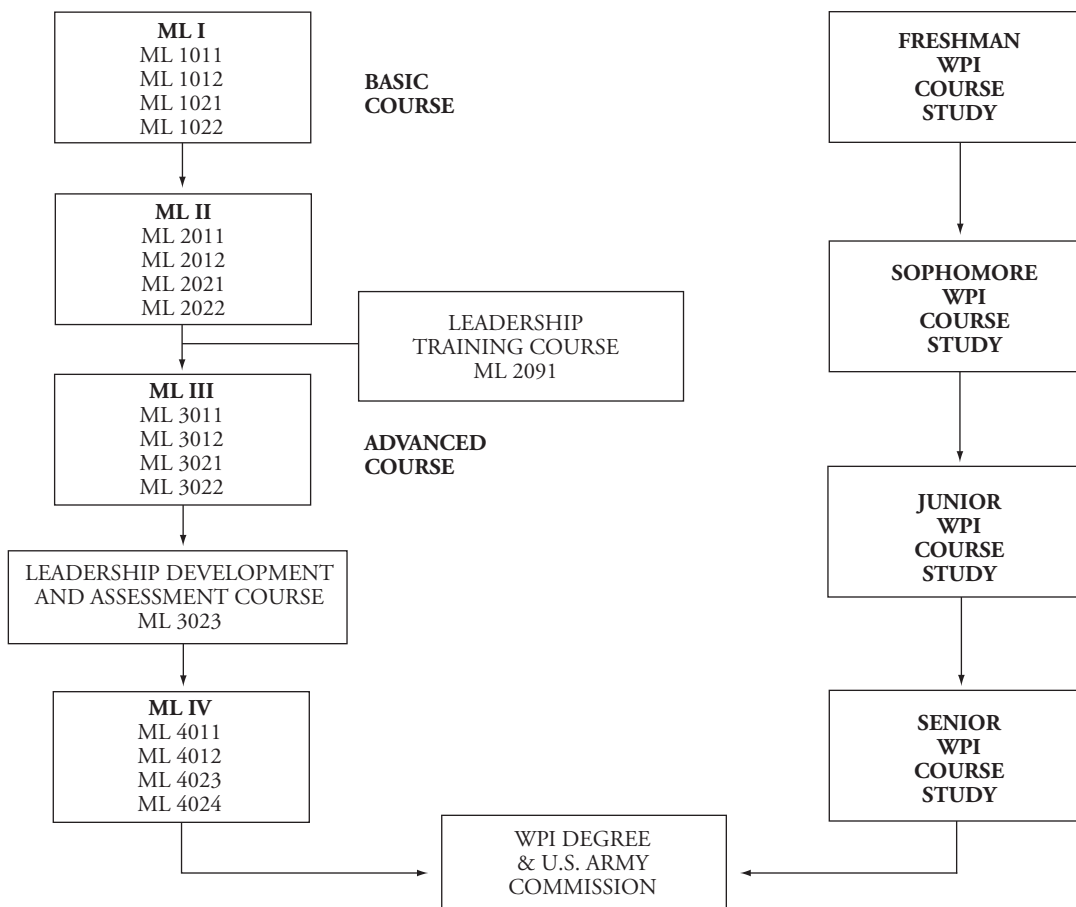 ML I
ML 1011
ML 1012
ML 1021
ML 1022
BASIC
COURSE
ML II
ML 2011
ML 2012
ML 2021
ML 2022
LEADERSHIP
TRAINING COURSE
ML 2091
ML III
ML 3011
ML 3012
ML 3021
ML 3022
ADVANCED
COURSE
LEADERSHIP DEVELOPMENT
AND ASSESSMENT COURSE
ML 3023
ML IV
ML 4011
ML 4012
ML 4023
ML 4024
FRESHMAN
WPI
COURSE
STUDY
SOPHOMORE
WPI
COURSE
STUDY
JUNIOR
WPI
COURSE
STUDY
SENIOR
WPI
COURSE
STUDY
WPI DEGREE
& U.S. ARMY
COMMISSION